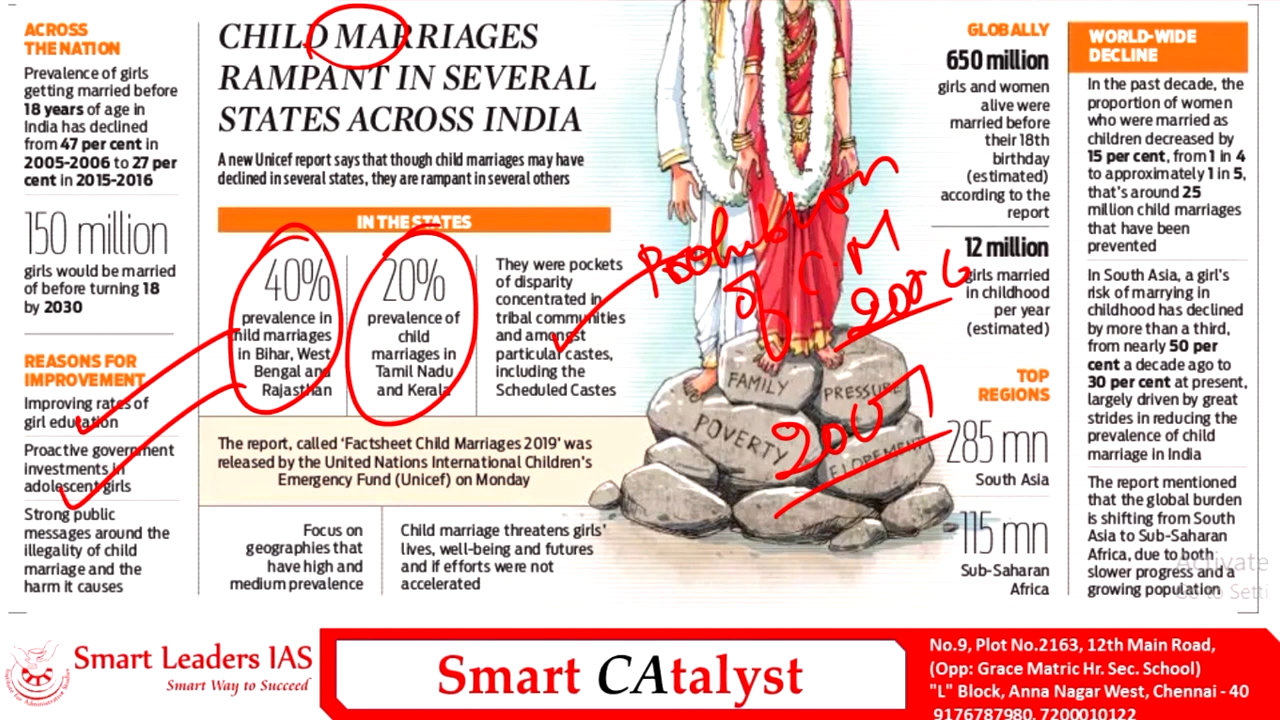 ACROSS
THE NATION
Prevalence of girls
getting married before
18 years of age in
India has declined
from 47 per cent in
2005-2006 to 27 per
cent in 2015-2016
150 million
girls would be married
of before turning 18
by 2030
REASONS FOR
IMPROVEMENT
Improving rates of
girl education
Proactive government
investments in
adolescent girls
Strong public
messages around the
illegality of child
marriage and the
harm it causes
CHILD MARRIAGES
RAMPANT IN SEVERAL
STATES ACROSS INDIA
A new Unicef report says that though child marriages may have
declined in several states, they are rampant in several others
IN THE STATES
40%
prevalence in
child marriages
in Bihar, West
Bengal and
Rajasthan
20%
prevalence of
child
marriages in
Tamil Nadu
and Kerala
They were pockets
of disparity
concentrated in
tribal communities
and amongst
particular castes,
including the
Scheduled Castes
The report, called 'Factsheet Child Marriages 2019' was
released by the United Nations International Children's
Emergency Fund (Unicef) on Monday
Focus on
geographies that
have high and
medium prevalence
Child marriage threatens girls'
lives, well-being and futures
and if efforts were not
accelerated
Prohibition
of C.M
2006
2007
FAMILY
PRESSURE
POVERTY
ELOPEMENT
GLOBALLY
650 million
girls and women
alive were
married before
their 18th
birthday
(estimated)
according to the
report
12 million
girls married
in childhood
per year
(estimated)
TOP
REGIONS
285 mn
South Asia
115 mn
Sub-Saharan
Africa
WORLD-WIDE
DECLINE
In the past decade, the
proportion of women
who were married as
children decreased by
15 per cent, from 1 in 4
to approximately 1 in 5,
that's around 25
million child marriages
that have been
prevented
In South Asia, a girl's
risk of marrying in
childhood has declined
by more than a third,
from nearly 50 per
cent a decade ago to
30 per cent at present,
largely driven by great
strides in reducing the
prevalence of child
marriage in India
The report mentioned
that the global burden
is shifting from South
Asia to Sub-Saharan
Africa, due to both
slower progress and a
growing population
Activate
Go to Setti
Smart Leaders IAS
Smart Way to Succeed
Smart CAtalyst
No.9, Plot No.2163, 12th Main Road,
(Opp: Grace Matric Hr. Sec. School)
"L" Block, Anna Nagar West, Chennai - 40
9176787980, 7200010122